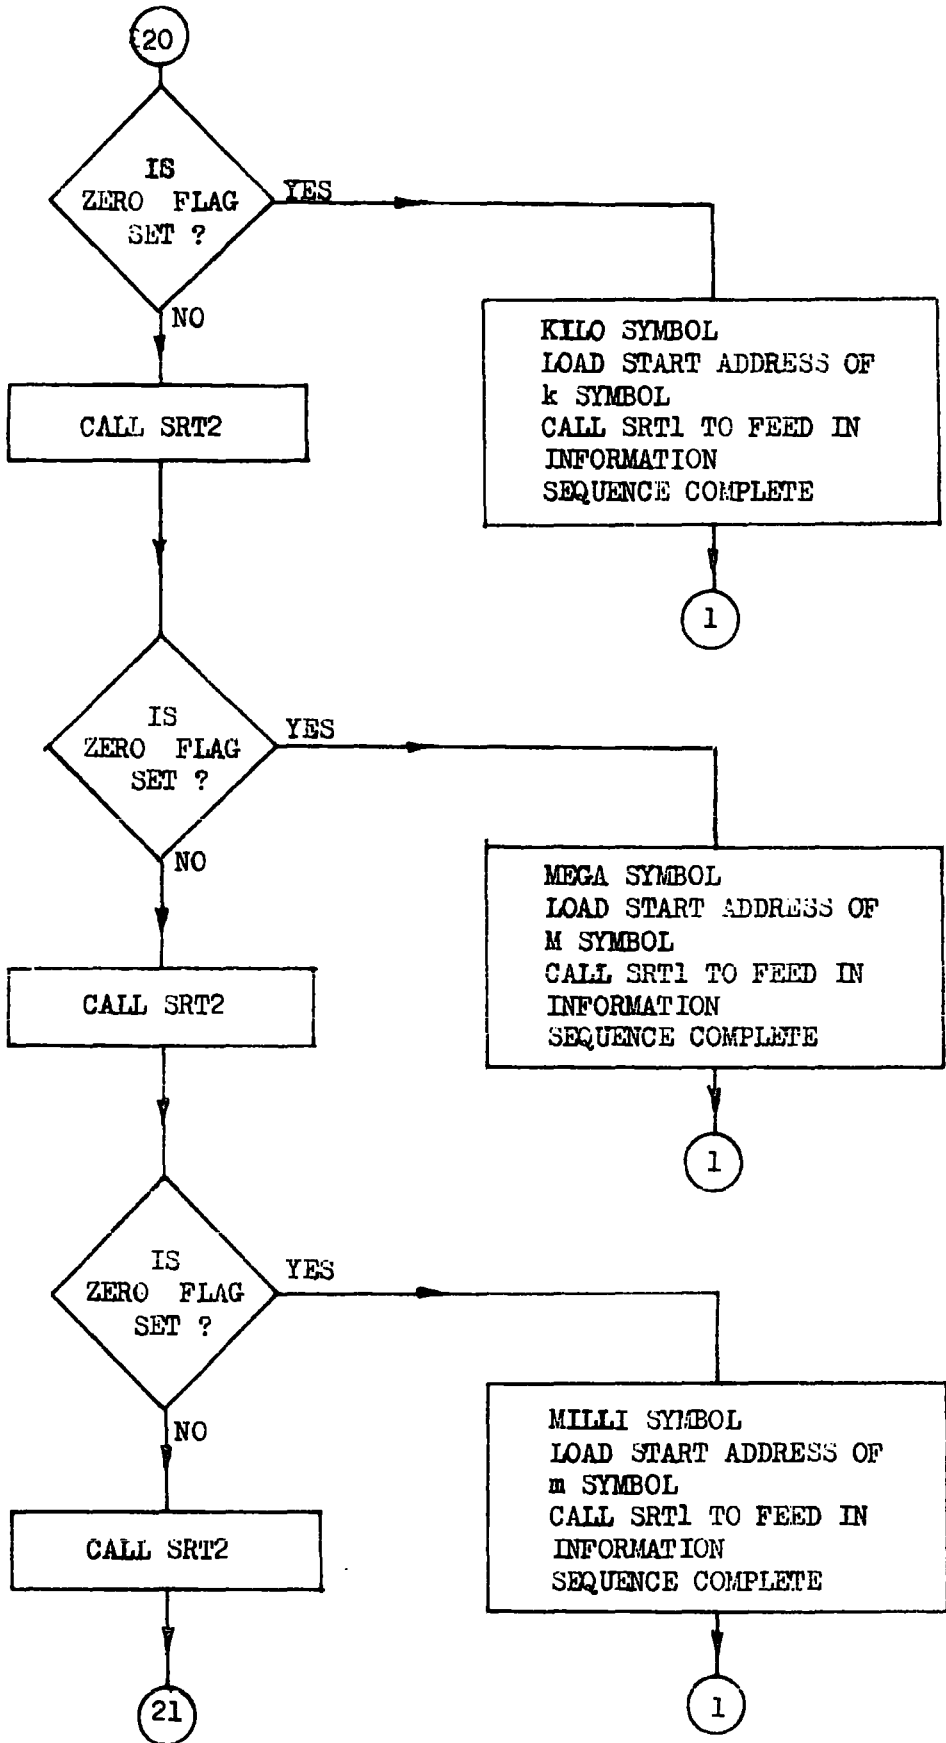 20
IS
ZERO FLAG
SET ?
YES
NO
KILO SYMBOL
LOAD START ADDRESS OF
k SYMBOL
CALL SRT1 TO FEED IN
INFORMATION
SEQUENCE COMPLETE
CALL SRT2
1
IS
ZERO FLAG
SET ?
YES
NO
MEGA SYMBOL
LOAD START ADDRESS OF
M SYMBOL
CALL SRT1 TO FEED IN
INFORMATION
SEQUENCE COMPLETE
CALL SRT2
1
IS
ZERO FLAG
SET ?
YES
NO
MILLI SYMBOL
LOAD START ADDRESS OF
m SYMBOL
CALL SRT1 TO FEED IN
INFORMATION
SEQUENCE COMPLETE
CALL SRT2
21
1